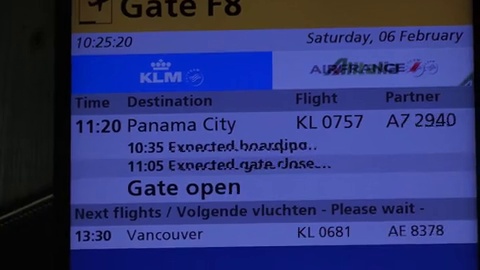 Gate F8
10:25:20 Saturday, 06 February
KLM
Time Destination Flight Partner
11:20 Panama City KL 0757 A7 2940
10:35 Expected boarding...
11:05 Expected gate close...
Gate open
Next flights / Volgende vluchten - Please wait -
13:30 Vancouver KL 0681 AE 8378